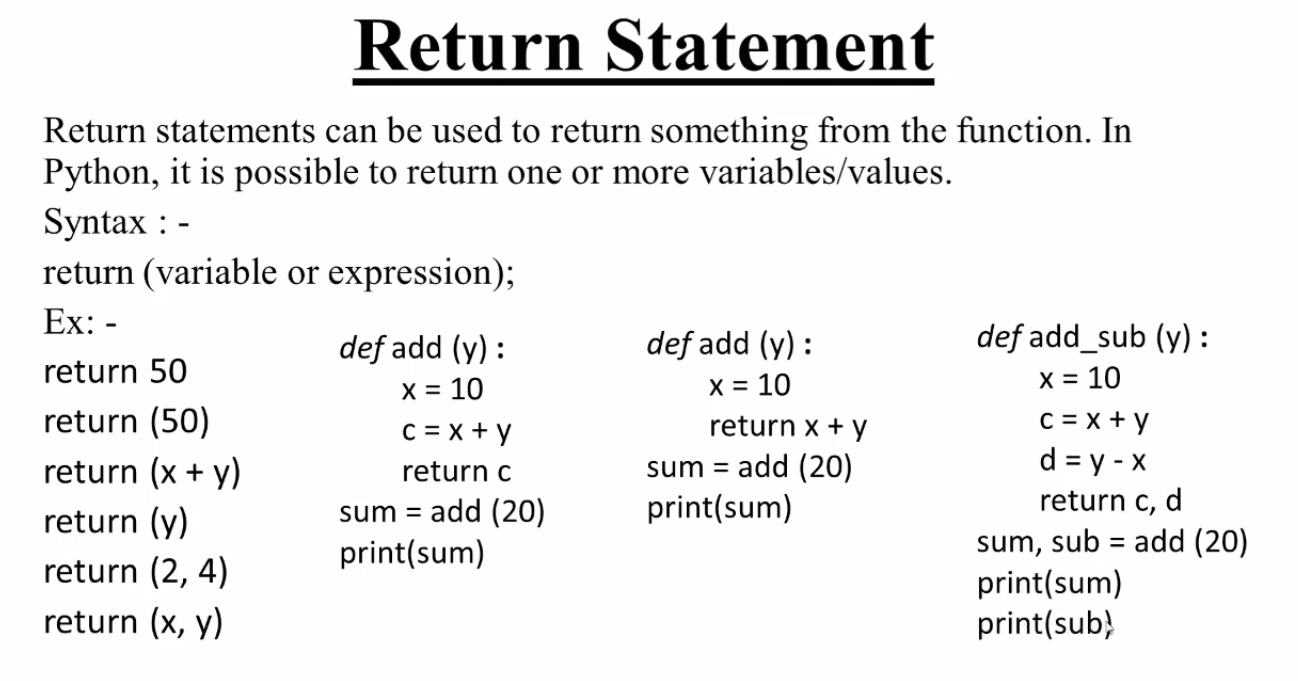 Return Statement
Return statements can be used to return something from the function. In
Python, it is possible to return one or more variables/values.
Syntax : -
return (variable or expression);
Ex: -
return 50
return (50)
return (x + y)
return (y)
return (2, 4)
return (x, y)
def add (y) :
x = 10
c = x + y
return c
sum = add (20)
print(sum)
def add (y) :
x = 10
return x + y
sum = add (20)
print(sum)
def add_sub (y) :
x = 10
c = x + y
d = y - x
return c, d
sum, sub = add (20)
print(sum)
print(sub)